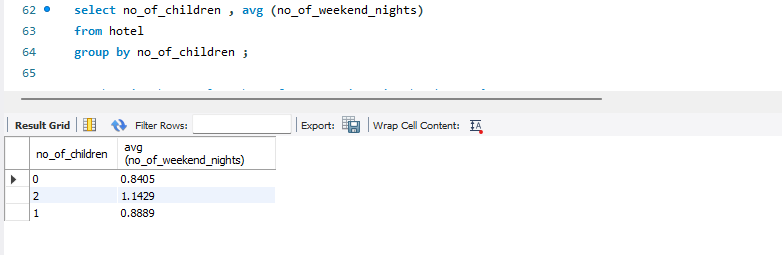 62 select no_of_children , avg (no_of_weekend_nights)
63 from hotel
64 group by no_of_children ;
65
Result Grid Filter Rows: Export: Wrap Cell Content: IA
no_of_children avg
(no_of_weekend_nights)
0 0.8405
2 1.1429
1 0.8889